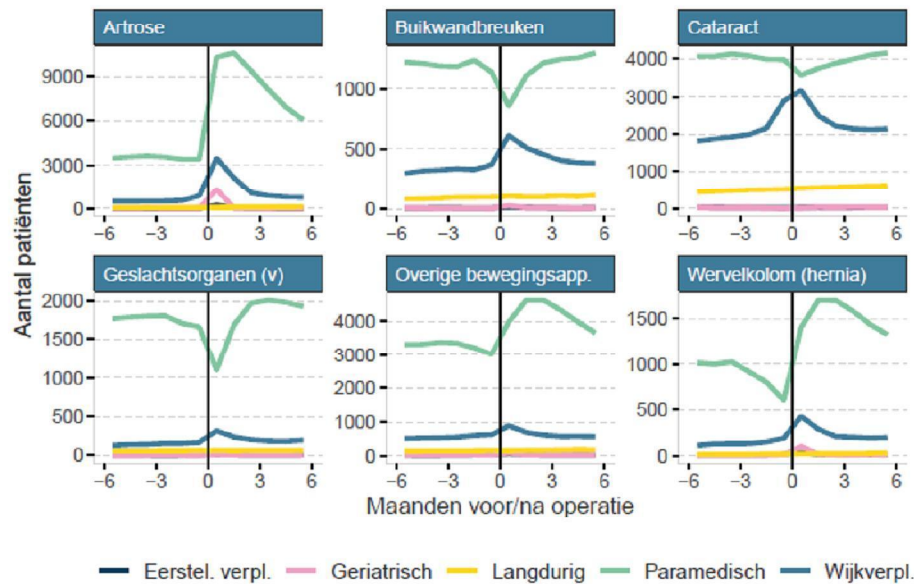 Artrose
Buikwandbreuken
Cataract
9000
6000
3000
0
1000
500
0
4000
3000
2000
1000
0
−6 −3 0 3 6
−6 −3 0 3 6
−6 −3 0 3 6
Geslachtsorganen (v)
Overige bewegingsapp.
Wervelkolom (hernia)
2000
1500
1000
500
0
4000
3000
2000
1000
0
1500
1000
500
0
−6 −3 0 3 6
−6 −3 0 3 6
−6 −3 0 3 6
Aantal patiënten
Maanden voor/na operatie
Eerstel. verpl. Geriatrisch Langdurig Paramedisch Wijkverpl.